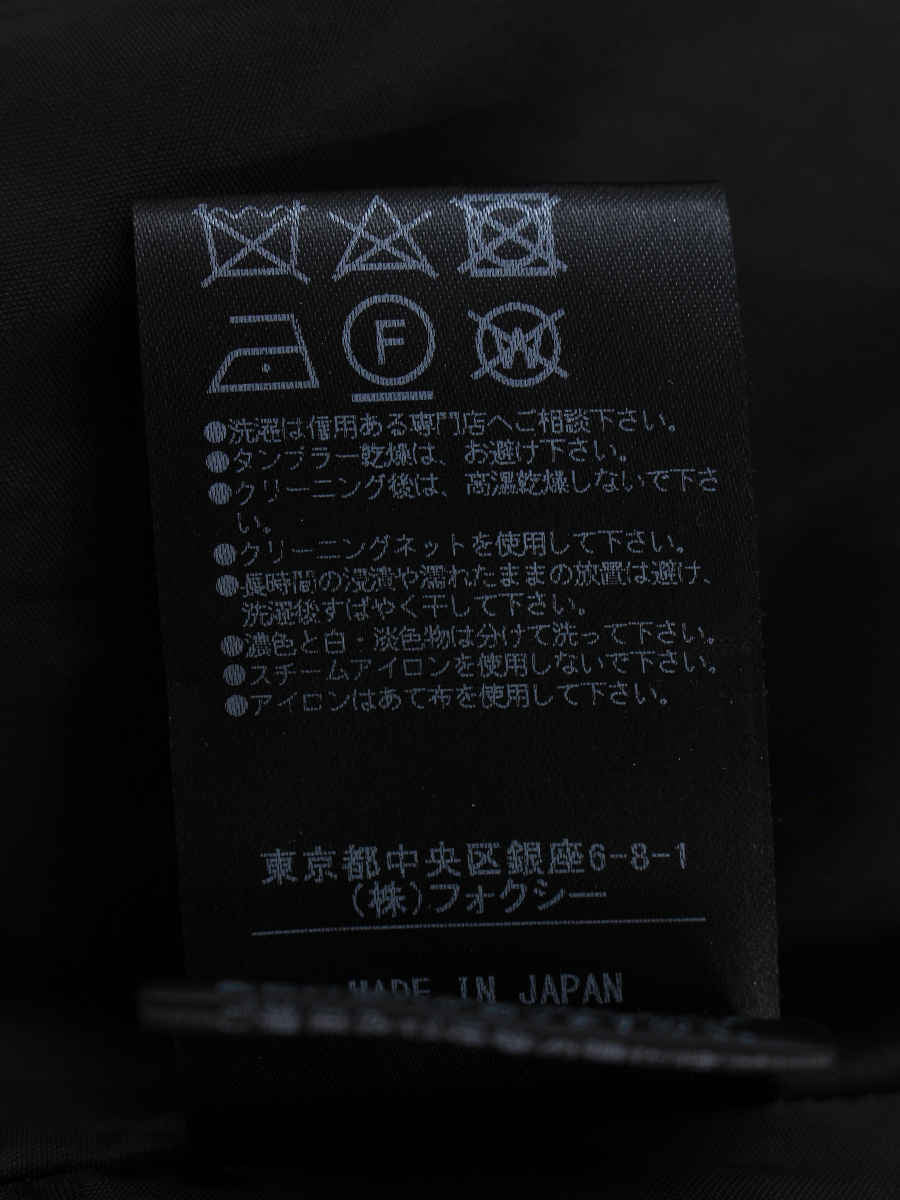 F
W
●洗濯は信用ある専門店へご相談下さい。
●タンブラー乾燥は、お避け下さい。
●クリーニング後は、高温乾燥しないで下さ
い。
●クリーニングネットを使用して下さい。
●長時間の浸漬や濡れたままの放置は避け、
洗濯後すばやく干して下さい。
●濃色と白・淡色物は分けて洗って下さい。
●スチームアイロンを使用しないで下さい。
●アイロンはあて布を使用して下さい。
東京都中央区銀座6-8-1
(株)フォクシー
MADE IN JAPAN